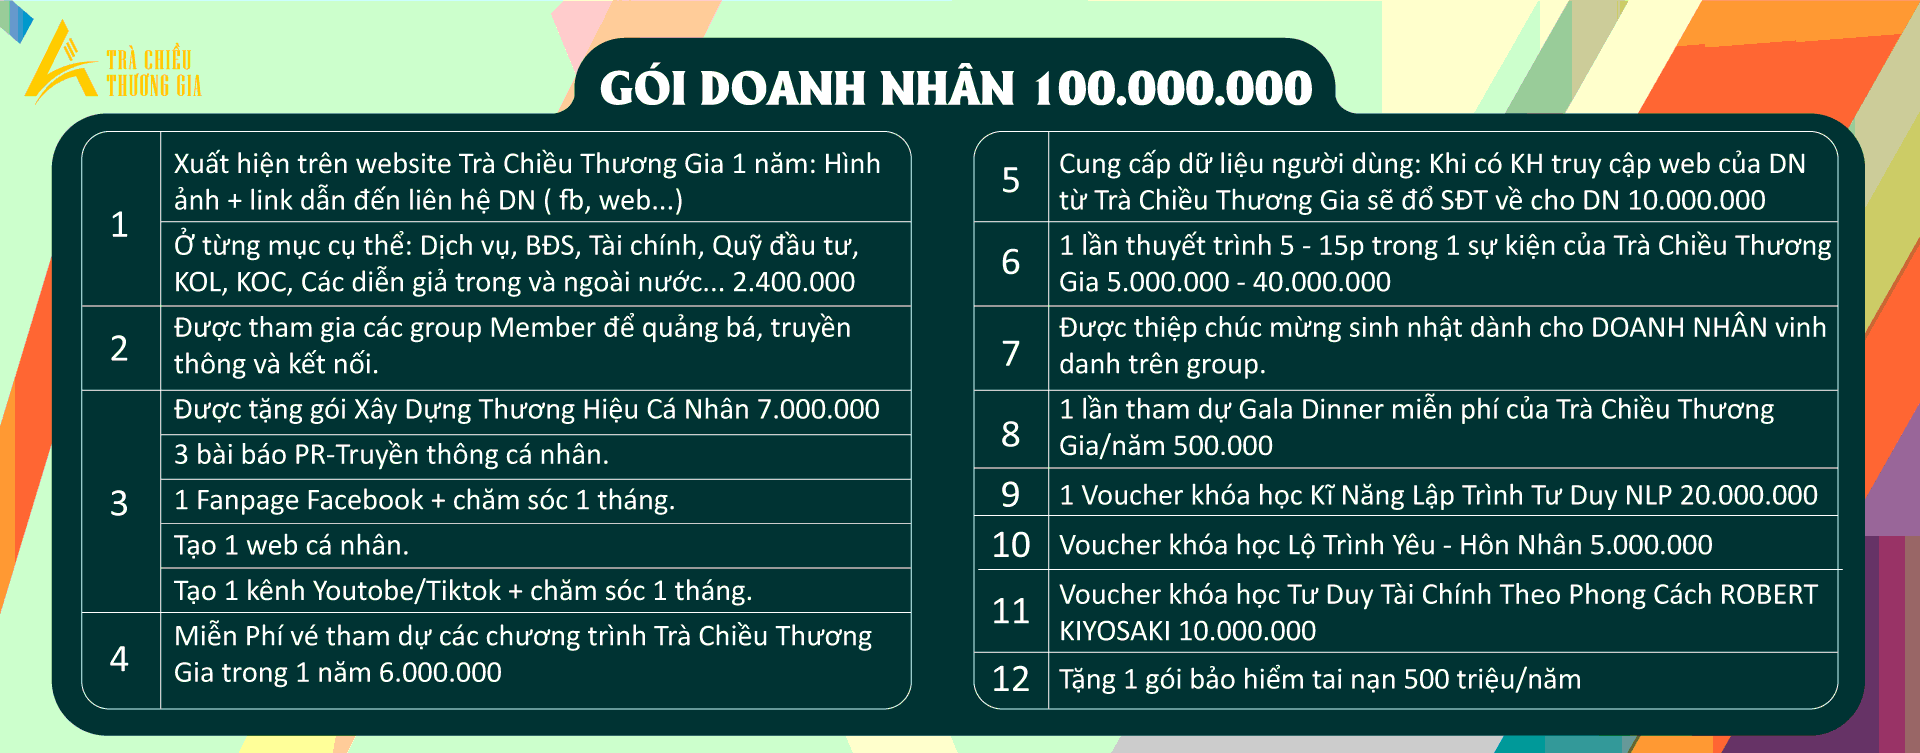 TRÀ CHIỀU
THƯƠNG GIA
GÓI DOANH NHÂN 100.000.000
1
Xuất hiện trên website Trà Chiều Thương Gia 1 năm: Hình
ảnh + link dẫn đến liên hệ DN ( fb, web...)
Ở từng mục cụ thể: Dịch vụ, BĐS, Tài chính, Quỹ đầu tư,
KOL, KOC, Các diễn giả trong và ngoài nước... 2.400.000
2
Được tham gia các group Member để quảng bá, truyền
thông và kết nối.
3
Được tặng gói Xây Dựng Thương Hiệu Cá Nhân 7.000.000
3 bài báo PR-Truyền thông cá nhân.
1 Fanpage Facebook + chăm sóc 1 tháng.
Tạo 1 web cá nhân.
Tạo 1 kênh Youtobe/Tiktok + chăm sóc 1 tháng.
4
Miễn Phí vé tham dự các chương trình Trà Chiều Thương
Gia trong 1 năm 6.000.000
5
Cung cấp dữ liệu người dùng: Khi có KH truy cập web của DN
từ Trà Chiều Thương Gia sẽ đổ SĐT về cho DN 10.000.000
6
1 lần thuyết trình 5 - 15p trong 1 sự kiện của Trà Chiều Thương
Gia 5.000.000 - 40.000.000
7
Được thiệp chúc mừng sinh nhật dành cho DOANH NHÂN vinh
danh trên group.
8
1 lần tham dự Gala Dinner miễn phí của Trà Chiều Thương
Gia/năm 500.000
9
1 Voucher khóa học Kĩ Năng Lập Trình Tư Duy NLP 20.000.000
10
Voucher khóa học Lộ Trình Yêu - Hôn Nhân 5.000.000
11
Voucher khóa học Tư Duy Tài Chính Theo Phong Cách ROBERT
KIYOSAKI 10.000.000
12
Tặng 1 gói bảo hiểm tai nạn 500 triệu/năm